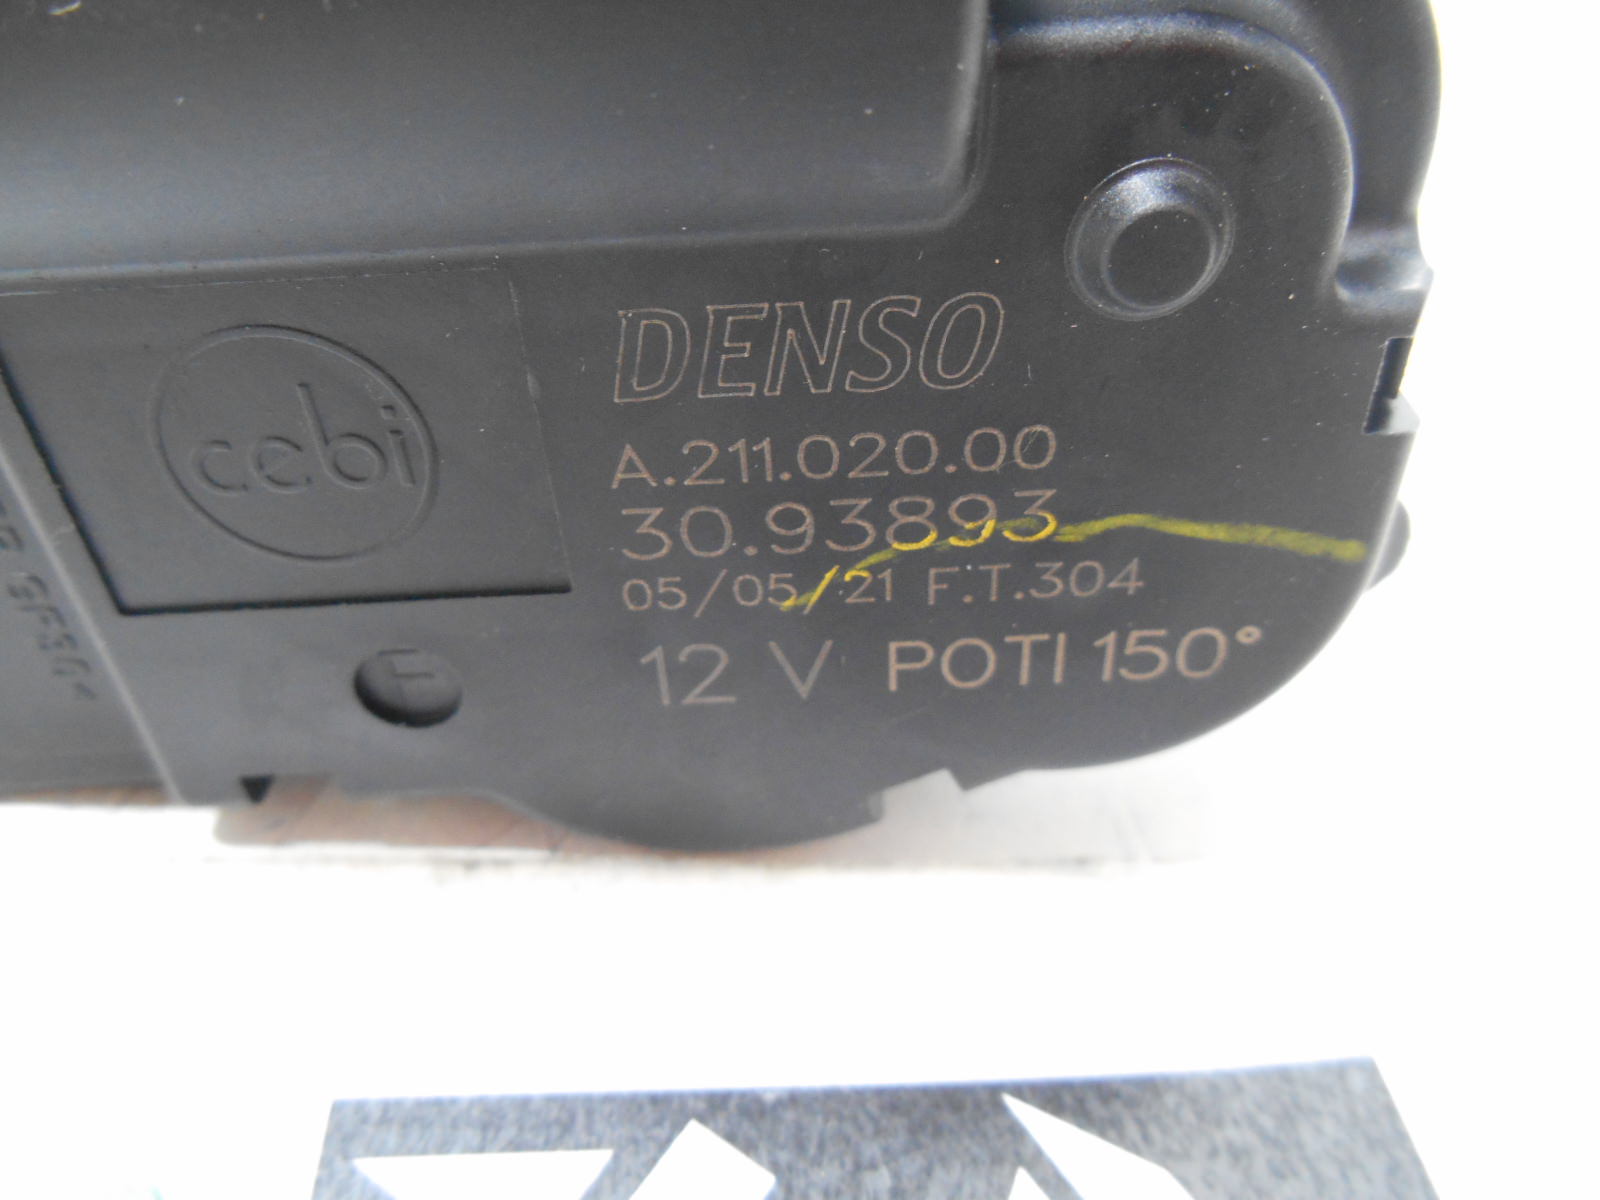 DENSO
cebi
A.211.020.00
30.93893
05/05/21 F.T.304
12 V POTI 150°